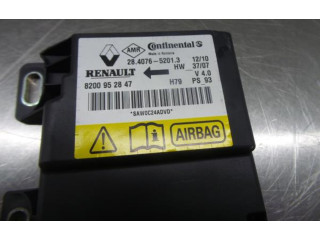 AMR Continental
Made in Romania
28.4076-5201.3 12/10
RENAULT HW 37/07
V 4.0
8200 95 28 47 H79 PS 93
*SAW0C24A0VD*
AIRBAG